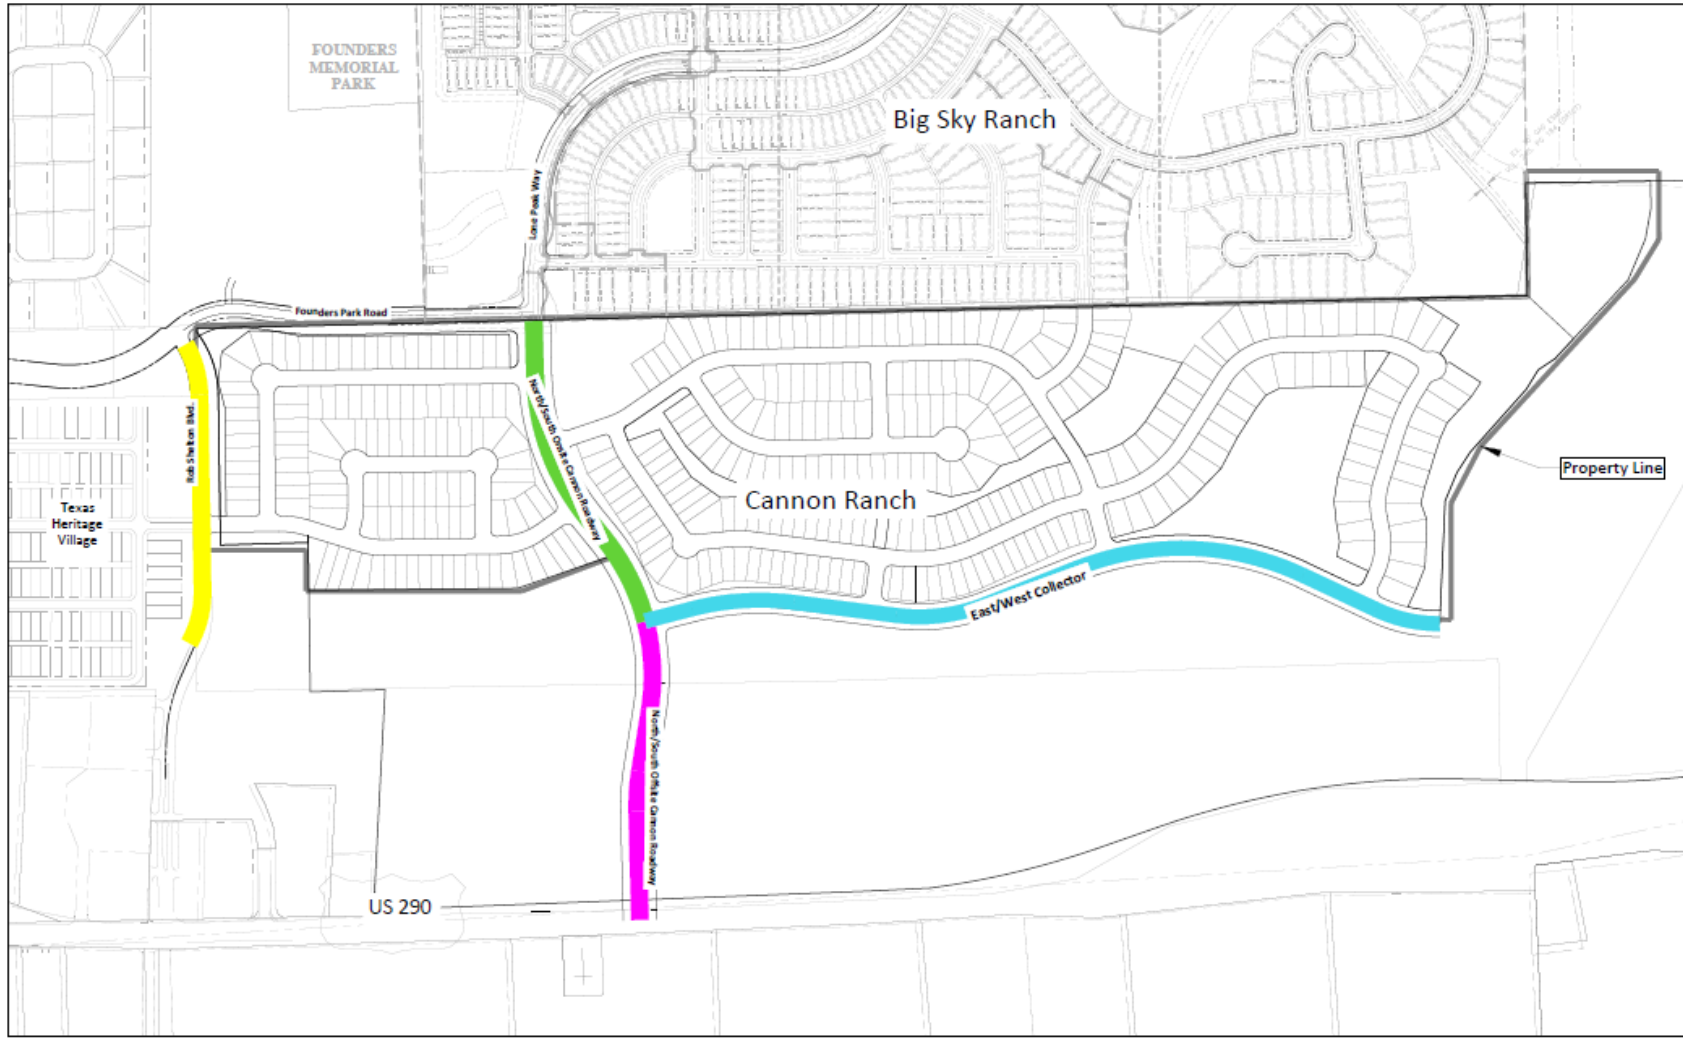 FOUNDERS
MEMORIAL
PARK
Big Sky Ranch
Lone Peak Way
Founders Park Road
Rob Shelton Blvd.
North/South Onsite Cannon Roadway
Property Line
Cannon Ranch
Texas
Heritage
Village
East/West Collector
North/South Offsite Cannon Roadway
US 290